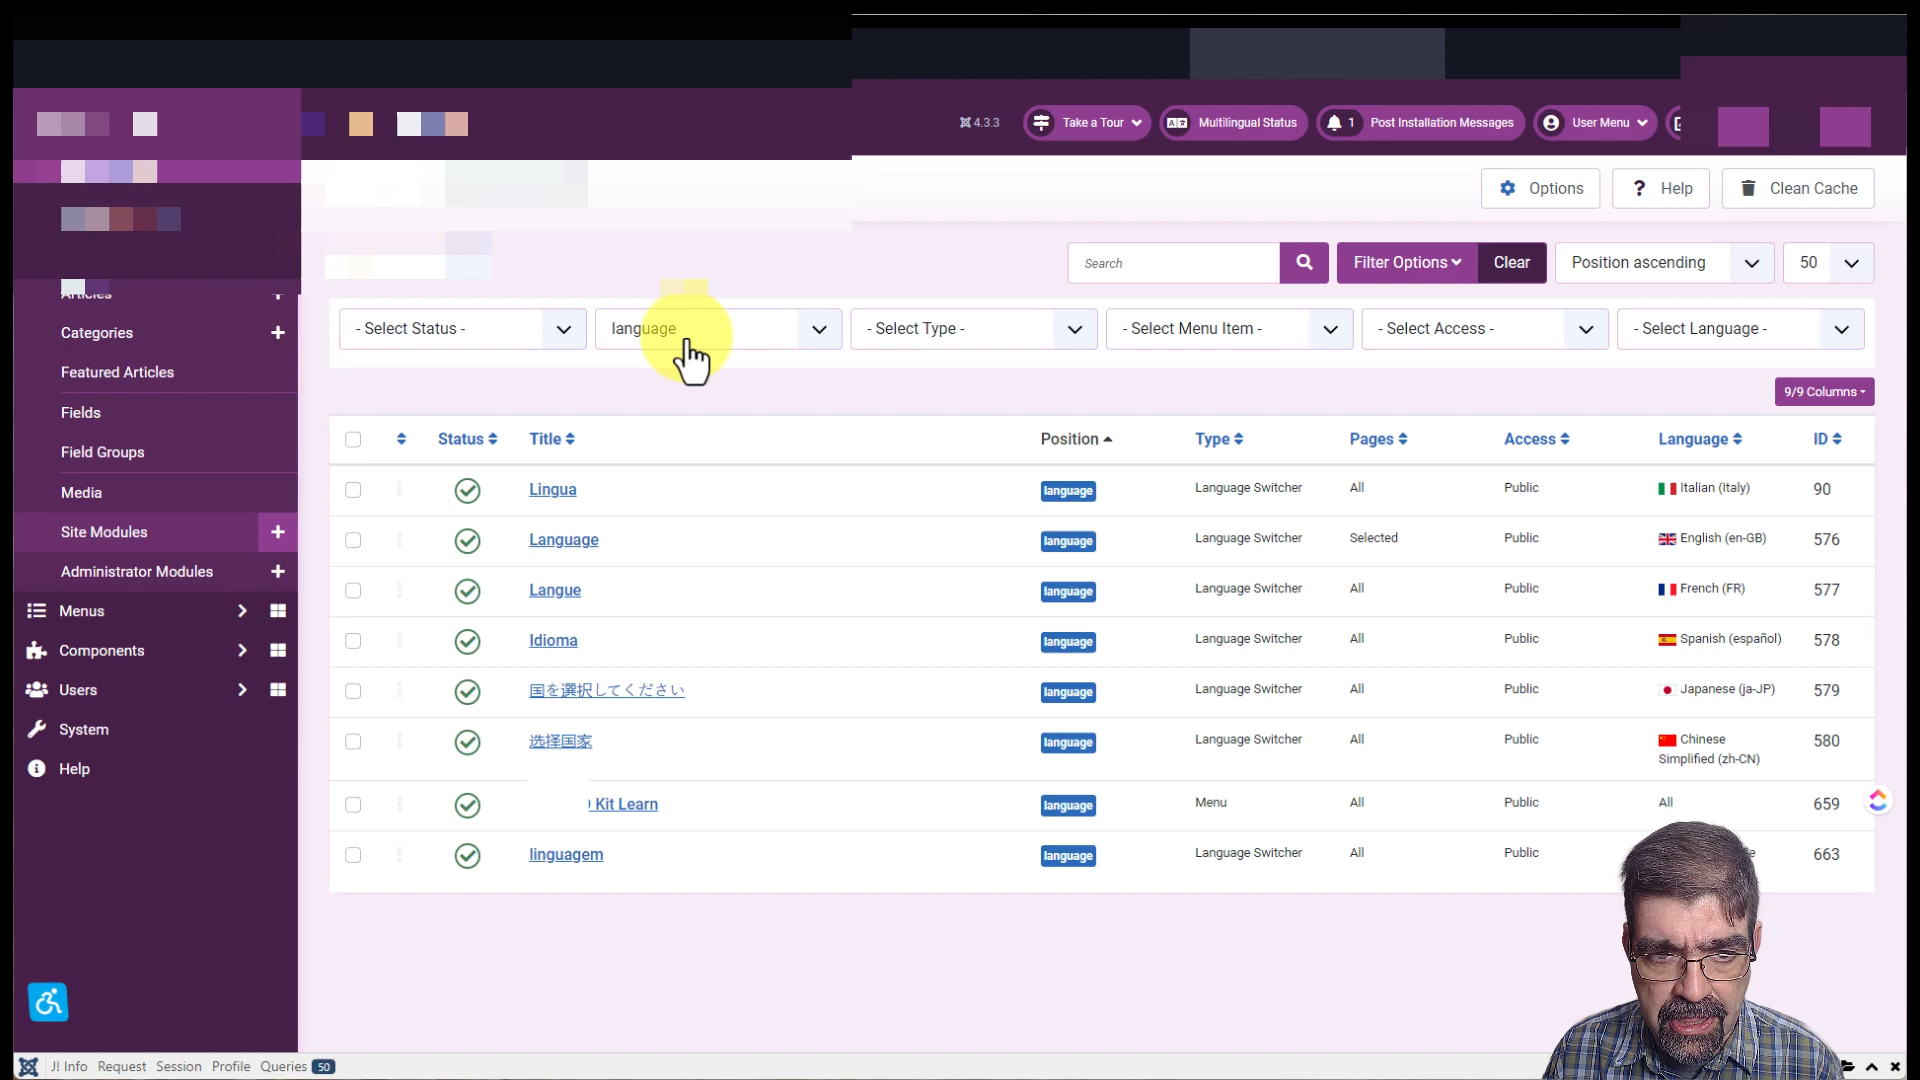 4.3.3 Take a Tour Multilingual Status 1 Post Installation Messages User Menu
Options ? Help Clean Cache
Search Filter Options Clear Position ascending 50
- Select Status - language - Select Type - - Select Menu Item - - Select Access - - Select Language -
9/9 Columns
Articles
Categories
Featured Articles
Fields
Field Groups
Media
Site Modules
Administrator Modules
Menus
Components
Users
System
Help
Status Title Position Type Pages Access Language ID
Lingua language Language Switcher All Public Italian (Italy) 90
Language language Language Switcher Selected Public English (en-GB) 576
Langue language Language Switcher All Public French (FR) 577
Idioma language Language Switcher All Public Spanish (español) 578
国を選択してください language Language Switcher All Public Japanese (ja-JP) 579
选择国家 language Language Switcher All Public Chinese Simplified (zh-CN) 580
Kit Learn language Menu All Public All 659
linguagem language Language Switcher All Public 663
J! Info Request Session Profile Queries 50